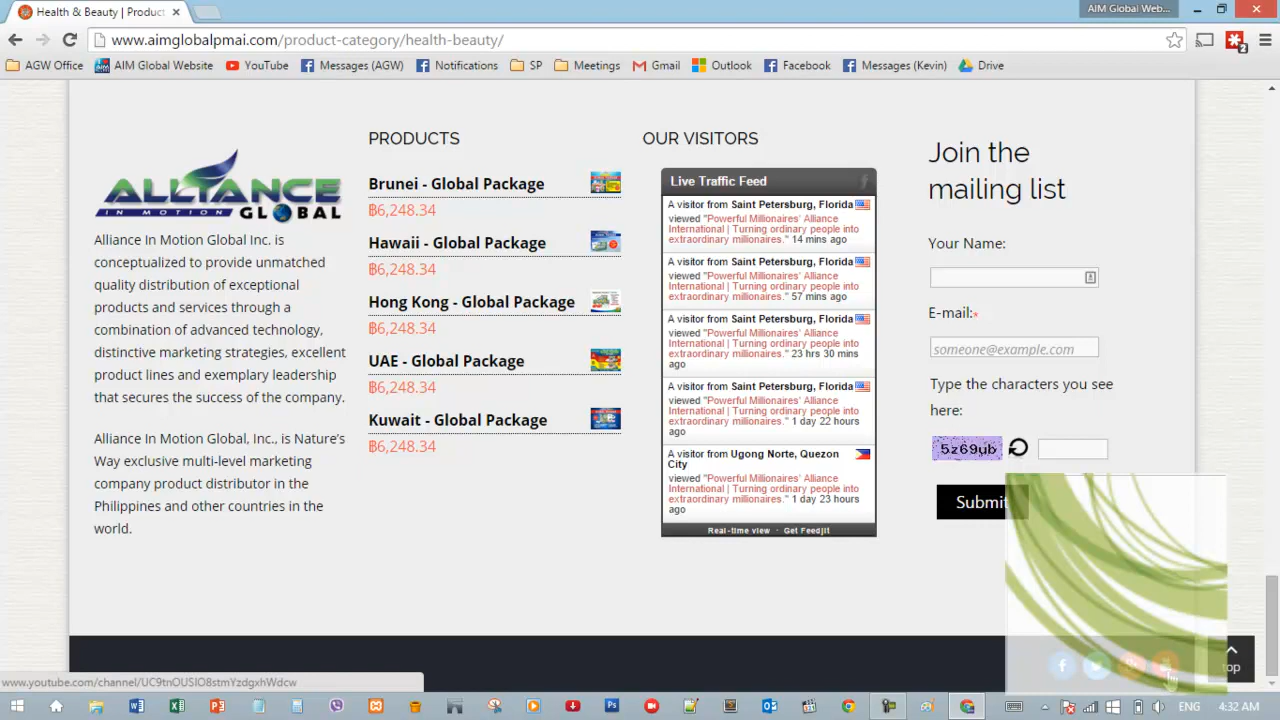 Health & Beauty | Product
AIM Global Web...
www.aimglobalpmai.com/product-category/health-beauty/
2
AGW Office
AIM Global Website
YouTube
Messages (AGW)
Notifications
SP
Meetings
Gmail
Outlook
Facebook
Messages (Kevin)
Drive
ALLIANCE
IN MOTION GLOBAL
Alliance In Motion Global Inc. is
conceptualized to provide unmatched
quality distribution of exceptional
products and services through a
combination of advanced technology,
distinctive marketing strategies, excellent
product lines and exemplary leadership
that secures the success of the company.
Alliance In Motion Global, Inc., is Nature's
Way exclusive multi-level marketing
company product distributor in the
Philippines and other countries in the
world.
PRODUCTS
Brunei - Global Package
฿6,248.34
Hawaii - Global Package
฿6,248.34
Hong Kong - Global Package
฿6,248.34
UAE - Global Package
฿6,248.34
Kuwait - Global Package
฿6,248.34
OUR VISITORS
Live Traffic Feed
A visitor from Saint Petersburg, Florida
viewed "Powerful Millionaires' Alliance
International | Turning ordinary people into
extraordinary millionaires." 14 mins ago
A visitor from Saint Petersburg, Florida
viewed "Powerful Millionaires' Alliance
International | Turning ordinary people into
extraordinary millionaires." 57 mins ago
A visitor from Saint Petersburg, Florida
viewed "Powerful Millionaires' Alliance
International | Turning ordinary people into
extraordinary millionaires." 23 hrs 30 mins
ago
A visitor from Saint Petersburg, Florida
viewed "Powerful Millionaires' Alliance
International | Turning ordinary people into
extraordinary millionaires." 1 day 22 hours
ago
A visitor from Ugong Norte, Quezon
City
viewed "Powerful Millionaires' Alliance
International | Turning ordinary people into
extraordinary millionaires." 1 day 23 hours
ago
Real-time view · Get Feedjit
Join the
mailing list
Your Name:
E-mail:*
someone@example.com
Type the characters you see
here:
5z69ub
Submit
top
www.youtube.com/channel/UC9tnOUSIO8stmYzdgxhWdcw
ENG
4:32 AM